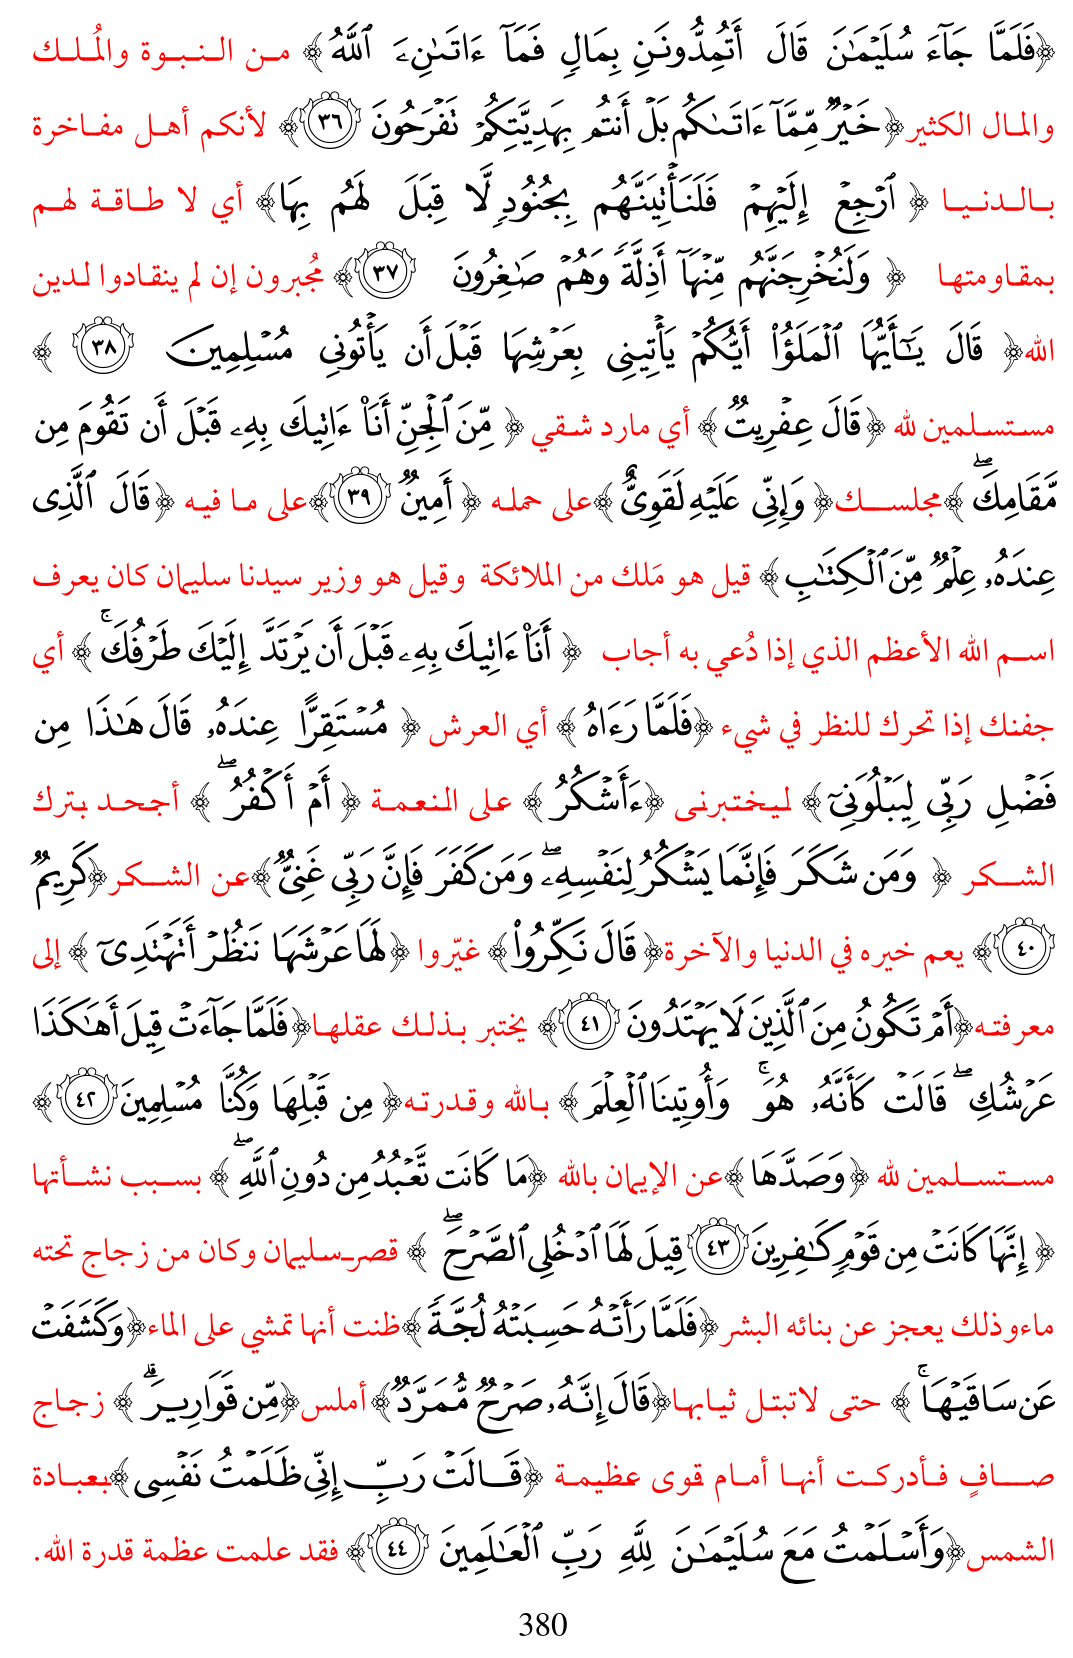 ﴿فَلَمَّا جَآءَ سُلَيْمَـٰنَ قَالَ أَتُمِدُّونَنِ بِمَالٍ فَمَآ ءَاتَىٰنِۦَ ٱللَّهُ﴾ من النبوة والمُلك
والمال الكثير﴿خَيْرٌ مِّمَّآ ءَاتَىٰكُم بَلْ أَنتُم بِهَدِيَّتِكُمْ تَفْرَحُونَ ٣٦﴾ لأنكم أهل مفاخرة
بالدنيا ﴿ ٱرْجِعْ إِلَيْهِمْ فَلَنَأْتِيَنَّهُم بِجُنُودٍ لَّا قِبَلَ لَهُم بِهَا﴾ أي لا طاقة لهم
بمقاومتها ﴿ وَلَنُخْرِجَنَّهُم مِّنْهَآ أَذِلَّةً وَهُمْ صَـٰغِرُونَ ٣٧﴾ مُجبرون إن لم ينقادوا لدين
الله﴿ قَالَ يَـٰٓأَيُّهَا ٱلْمَلَؤُا۟ أَيُّكُمْ يَأْتِينِى بِعَرْشِهَا قَبْلَ أَن يَأْتُونِى مُسْلِمِينَ ٣٨ ﴾
مستسلمين لله ﴿قَالَ عِفْرِيتٌ﴾ أي مارد شقي ﴿ مِّنَ ٱلْجِنِّ أَنَا۠ ءَاتِيكَ بِهِۦ قَبْلَ أَن تَقُومَ مِن
مَّقَامِكَ ۖ ﴾مجلسك﴿ وَإِنِّى عَلَيْهِ لَقَوِىٌّ﴾على حمله ﴿ أَمِينٌ ٣٩﴾على ما فيه ﴿قَالَ ٱلَّذِى
عِندَهُۥ عِلْمٌ مِّنَ ٱلْكِتَـٰبِ﴾ قيل هو مَلك من الملائكة وقيل هو وزير سيدنا سليمان كان يعرف
اسم الله الأعظم الذي إذا دُعي به أجاب ﴿ أَنَا۠ ءَاتِيكَ بِهِۦ قَبْلَ أَن يَرْتَدَّ إِلَيْكَ طَرْفُكَ ۚ ﴾ أي
جفنك إذا تحرك للنظر في شيء ﴿فَلَمَّا رَءَاهُ ﴾ أي العرش ﴿ مُسْتَقِرًّا عِندَهُۥ قَالَ هَـٰذَا مِن
فَضْلِ رَبِّى لِيَبْلُوَنِىٓ﴾ ليختبرنى ﴿ءَأَشْكُرُ ﴾ على النعمة ﴿ أَمْ أَكْفُرُ ۖ ﴾ أجحد بترك
الشكر ﴿ وَمَن شَكَرَ فَإِنَّمَا يَشْكُرُ لِنَفْسِهِۦ ۖ وَمَن كَفَرَ فَإِنَّ رَبِّى غَنِىٌّ﴾عن الشكر﴿كَرِيمٌ
٤٠﴾ يعم خيره في الدنيا والآخرة﴿ قَالَ نَكِّرُوا۟﴾ غيّروا ﴿لَهَا عَرْشَهَا نَنظُرْ أَتَهْتَدِىٓ ﴾ إلى
معرفته﴿أَمْ تَكُونُ مِنَ ٱلَّذِينَ لَا يَهْتَدُونَ ٤١﴾ يختبر بذلك عقلها﴿فَلَمَّا جَآءَتْ قِيلَ أَهَـٰكَذَا
عَرْشُكِ ۖ قَالَتْ كَأَنَّهُۥ هُوَ ۚ وَأُوتِينَا ٱلْعِلْمَ﴾ بالله وقدرته﴿ مِن قَبْلِهَا وَكُنَّا مُسْلِمِينَ ٤٢﴾
مستسلمين لله ﴿وَصَدَّهَا ﴾عن الإيمان بالله ﴿مَا كَانَت تَّعْبُدُ مِن دُونِ ٱللَّهِ ۖ ﴾ بسبب نشأتها
﴿ إِنَّهَا كَانَتْ مِن قَوْمٍ كَـٰفِرِينَ ٤٣ قِيلَ لَهَا ٱدْخُلِى ٱلصَّرْحَ ۖ ﴾ قصر سليمان وكان من زجاج تحته
ماءوذلك يعجز عن بنائه البشر ﴿فَلَمَّا رَأَتْهُ حَسِبَتْهُ لُجَّةً ﴾ظنت أنها تمشي على الماء﴿وَكَشَفَتْ
عَن سَاقَيْهَا ۚ ﴾ حتى لاتبتل ثيابها﴿قَالَ إِنَّهُۥ صَرْحٌ مُّمَرَّدٌ﴾أملس﴿مِّن قَوَارِيرَ ۗ ﴾ زجاج
صافٍ فأدركت أنها أمام قوى عظيمة ﴿قَالَتْ رَبِّ إِنِّى ظَلَمْتُ نَفْسِى ﴾بعبادة
الشمس﴿وَأَسْلَمْتُ مَعَ سُلَيْمَـٰنَ لِلَّهِ رَبِّ ٱلْعَـٰلَمِينَ ٤٤﴾ فقد علمت عظمة قدرة الله.
380